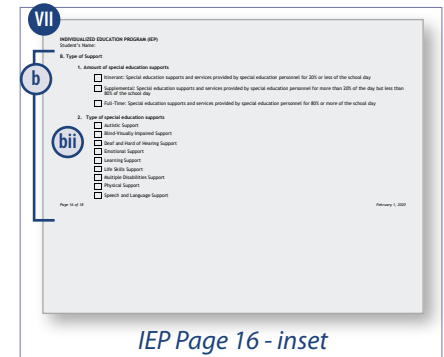 VII
INDIVIDUALIZED EDUCATION PROGRAM (IEP)
Student's Name:
B. Type of Support
b
1. Amount of special education supports
Itinerant: Special education supports and services provided by special education personnel for 20% or less of the school day
Supplemental: Special education supports and services provided by special education personnel for more than 20% of the day but less than
80% of the school day
Full-Time: Special education supports and services provided by special education personnel for 80% or more of the school day
2. Type of special education supports
bii
Autistic Support
Blind-Visually Impaired Support
Deaf and Hard of Hearing Support
Emotional Support
Learning Support
Life Skills Support
Multiple Disabilities Support
Physical Support
Speech and Language Support
Page 16 of 18 February 1, 2020
IEP Page 16 - inset